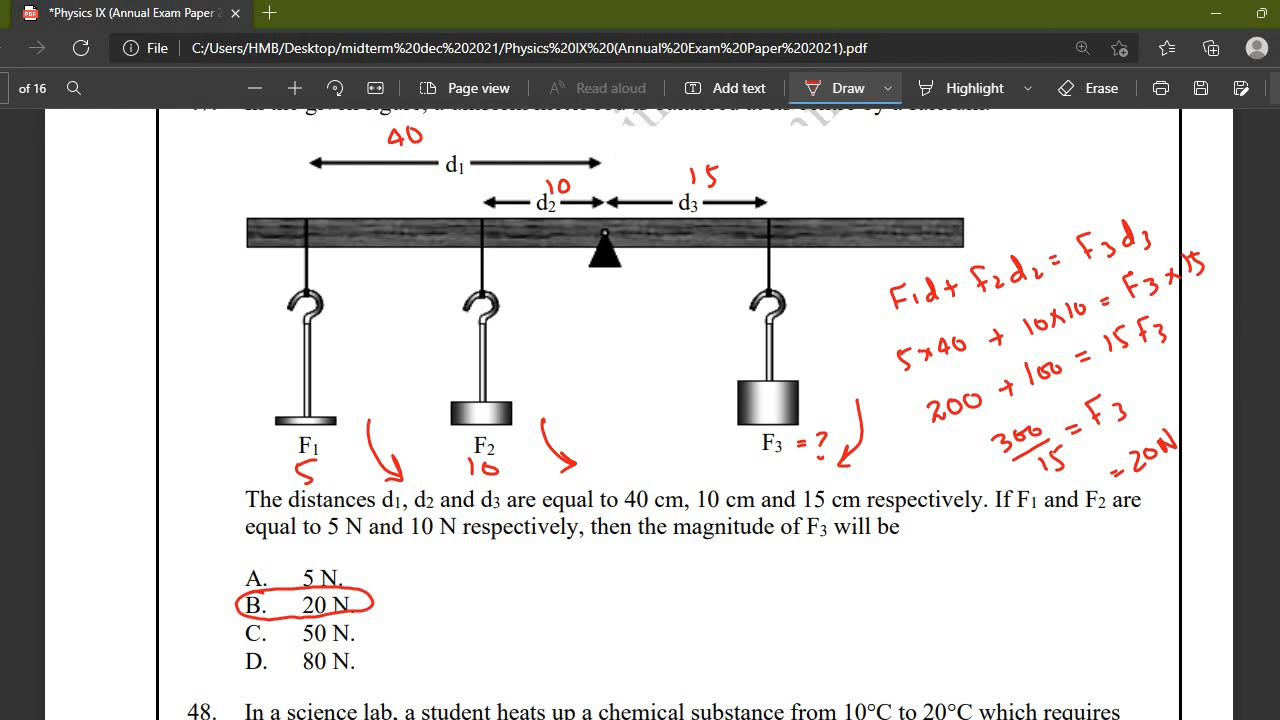 *Physics IX (Annual Exam Paper 2
File C:/Users/HMB/Desktop/midterm%20dec%202021/Physics%20IX%20(Annual%20Exam%20Paper%202021).pdf
of 16 Page view Read aloud Add text Draw Highlight Erase
40
d1
10
15
d2
d3
F1d + F2d2 = F3d3
5×40 + 10×10 = F3×15
200 + 100 = 15F3
300/15 = F3
= 20N
F1 F2 F3 = ?
5 10
The distances d1, d2 and d3 are equal to 40 cm, 10 cm and 15 cm respectively. If F1 and F2 are
equal to 5 N and 10 N respectively, then the magnitude of F3 will be
A. 5 N.
B. 20 N.
C. 50 N.
D. 80 N.
48. In a science lab, a student heats up a chemical substance from 10°C to 20°C which requires